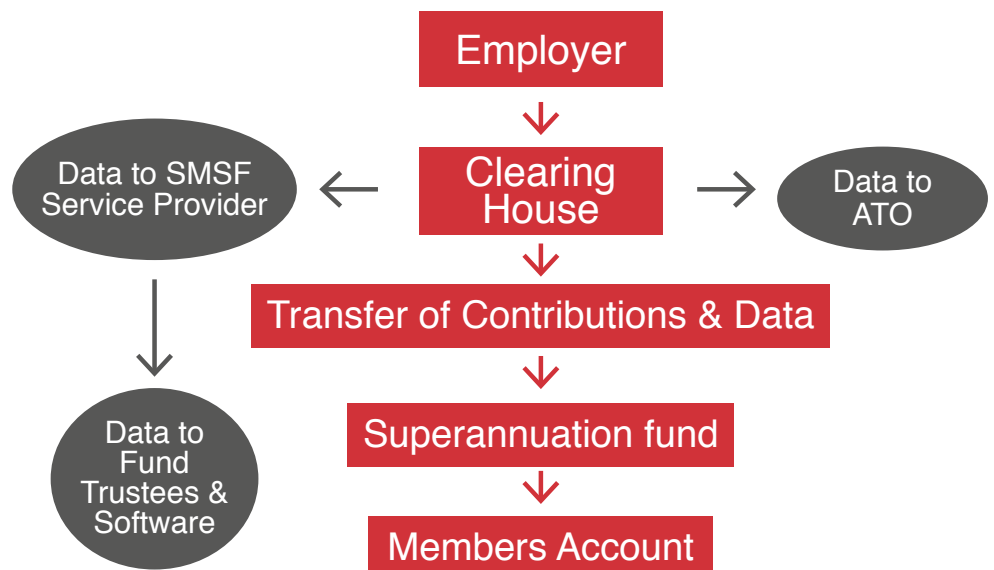 Employer
Clearing
House
Data to SMSF
Service Provider
Data to
ATO
Transfer of Contributions & Data
Superannuation fund
Data to
Fund
Trustees &
Software
Members Account